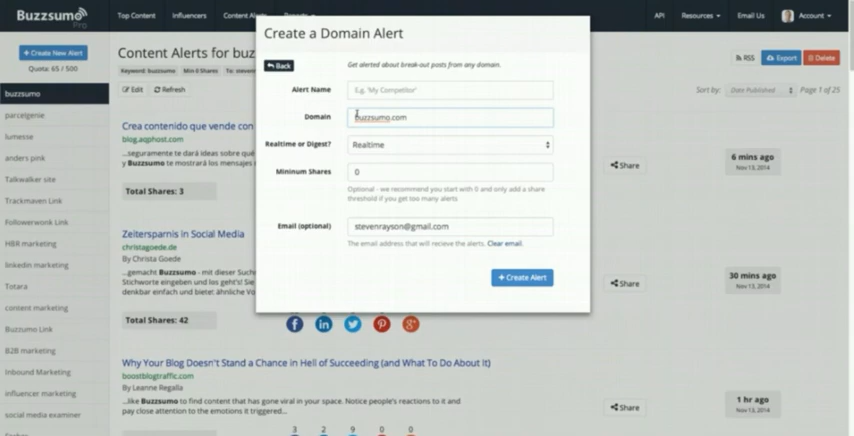 Buzzsumo
Pro
Top Content
Influencers
Content Alerts
API
Resources
Email Us
Account
+ Create New Alert
Quota: 65 / 500
buzzsumo
parcelgenie
lumesse
anders pink
Talkwalker site
Trackmaven Link
Followerwonk Link
HBR marketing
linkedin marketing
Totara
content marketing
Buzzsumo Link
B2B marketing
Inbound Marketing
influencer marketing
social media examiner
Content Alerts for buz
Keyword: buzzsumo Min 0 Shares To: steven
Edit Refresh
RSS
Export
Delete
Sort by: Date Published Page 1 of 25
Crea contenido que vende con
blog.aqphost.com
...seguramente te dará ideas sobre qué
y Buzzsumo te mostrará los mensajes
Total Shares: 3
Share
6 mins ago
Nov 13, 2014
Zeitersparnis in Social Media
christagoede.de
By Christa Goede
...gemacht Buzzsumo - mit dieser Such
Stichworte eingeben und los geht's! Sie
denkbar einfach und bietet ähnliche Vo
Total Shares: 42
Share
30 mins ago
Nov 13, 2014
Why Your Blog Doesn't Stand a Chance in Hell of Succeeding (and What To Do About It)
boostblogtraffic.com
By Leanne Regalla
...like Buzzsumo to find content that has gone viral in your space. Notice people's reactions to it and
pay close attention to the emotions it triggered...
3 2 9 0 0
Share
1 hr ago
Nov 13, 2014
Create a Domain Alert
Back
Get alerted about break-out posts from any domain.
Alert Name
E.g. 'My Competitor'
Domain
buzzsumo.com
Realtime or Digest?
Realtime
Mininum Shares
0
Optional - we recommend you start with 0 and only add a share
threshold if you get too many alerts
Email (optional)
stevenrayson@gmail.com
The email address that will recieve the alerts. Clear email.
+ Create Alert